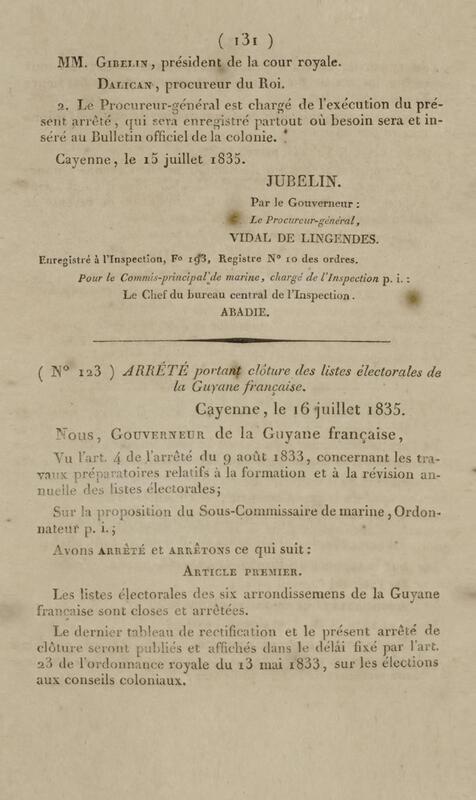 ( 131 )
MM. GIBELIN, président de la cour royale.
DALICAN, procureur du Roi.
2. Le Procureur-général est chargé de l'exécution du pré-
sent arrêté, qui sera enregistré partout où besoin sera et in-
séré au Bulletin officiel de la colonie.
Cayenne, le 15 juillet 1835.
JUBELIN.
Par le Gouverneur :
Le Procureur-général,
VIDAL DE LINGENDES.
Enregistré à l'Inspection, F° , Registre N° 10 des ordres.
Pour le Commis-principal de marine, chargé de l'Inspection p. i. :
Le Chef du bureau central de l'Inspection.
ABADIE.
( N° 123 ) ARRÊTÉ portant clôture des listes électorales de
la Guyane française.
Cayenne, le 16 juillet 1835.
Nous, GOUVERNEUR de la Guyane française,
Vu l'art. 4 de l'arrêté du 9 août 1833, concernant les tra-
vaux préparatoires relatifs à la formation et à la révision an-
nuelle des listes électorales;
Sur la proposition du Sous-Commissaire de marine, Ordon-
nateur p. i.;
Avons ARRÊTÉ et ARRÊTONS ce qui suit :
ARTICLE PREMIER.
Les listes électorales des six arrondissemens de la Guyane
française sont closes et arrêtées.
Le dernier tableau de rectification et le présent arrêté de
clôture seront publiés et affichés dans le délai fixé par l'art.
23 de l'ordonnance royale du 13 mai 1833, sur les élections
aux conseils coloniaux.